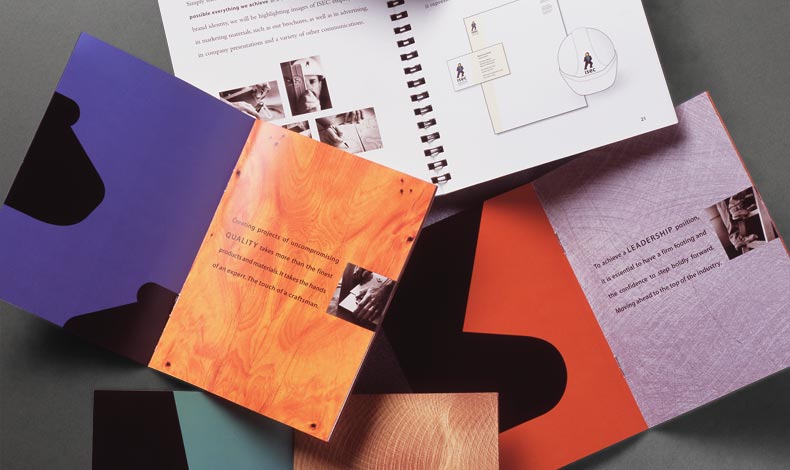 possible everything we achieve
brand identity, we will be highlighting images of ISEC
in marketing materials, such as our brochures, as well as in advertising,
in company presentations and a variety of other communications.
isec
isec
21
Creating projects of uncompromising
QUALITY takes more than the finest
products and materials. It takes the hands
of an expert. The touch of a craftsman.
To achieve a LEADERSHIP position,
it is essential to have a firm footing and
the confidence to step boldly forward.
Moving ahead to the top of the industry.